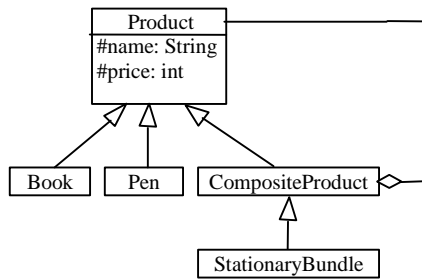 Product
#name: String
#price: int
Book
Pen
CompositeProduct
StationaryBundle